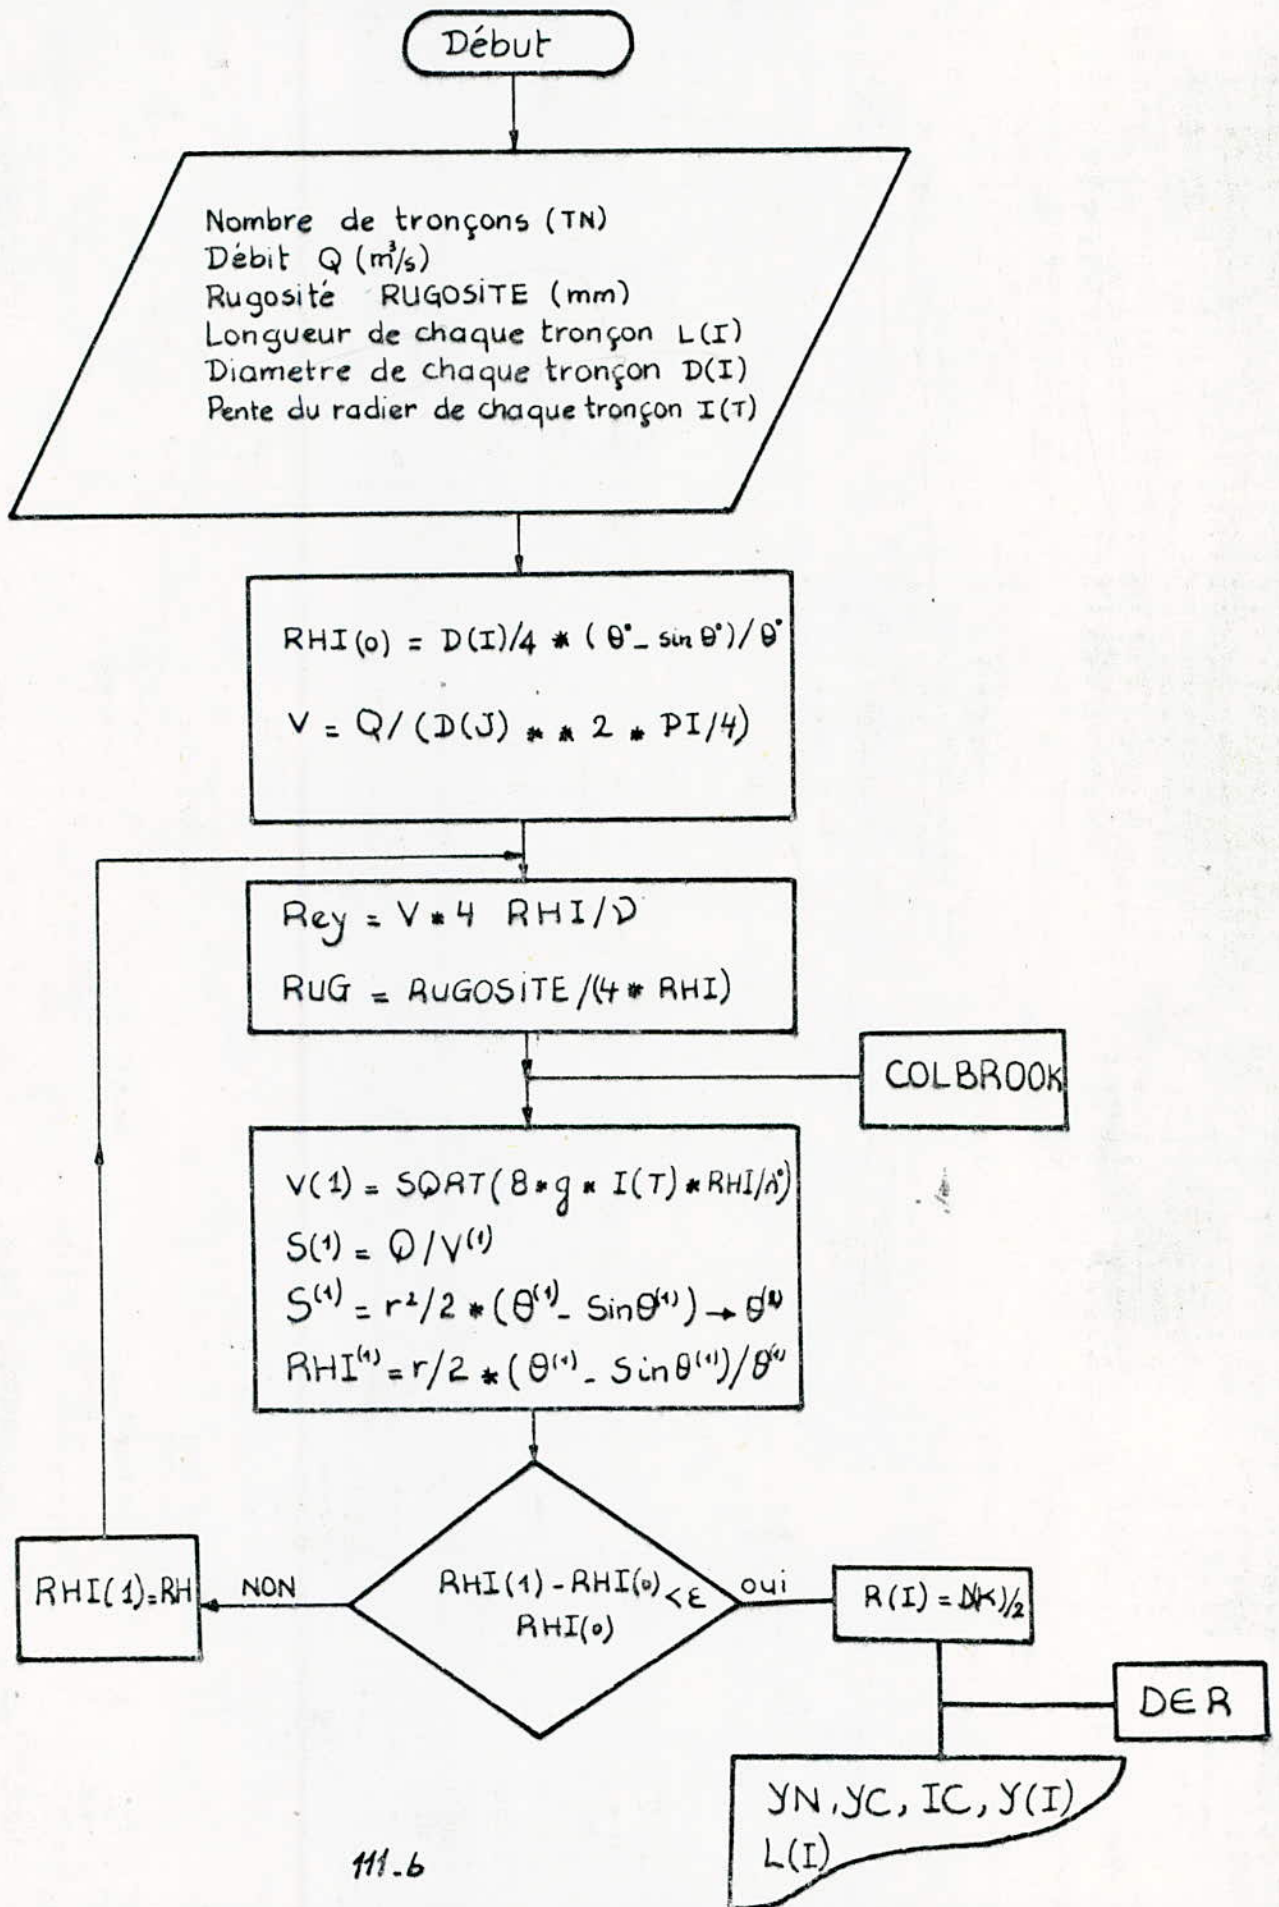 Début
Nombre de tronçons (TN)
Débit Q (m³/s)
Rugosité RUGOSITE (mm)
Longueur de chaque tronçon L(I)
Diametre de chaque tronçon D(I)
Pente du radier de chaque tronçon I(T)
RHI(0) = D(I)/4 * (θ° - sin θ°)/θ°
V = Q/(D(J) * * 2 * PI/4)
Rey = V * 4 RHI/ν
RUG = RUGOSITE/(4 * RHI)
COLBROOK
V(1) = SQRT(8 * g * I(T) * RHI/λ°)
S(1) = Q/V⁽¹⁾
S⁽¹⁾ = r²/2 * (θ⁽¹⁾ - Sinθ⁽¹⁾) → θ⁽¹⁾
RHI⁽¹⁾ = r/2 * (θ⁽¹⁾ - Sinθ⁽¹⁾)/θ⁽¹⁾
RHI(1)=RH
NON
RHI(1) - RHI(0) < ε
RHI(0)
oui
R(I) = D(K)/2
DER
YN, YC, IC, Y(I)
L(I)
111-b